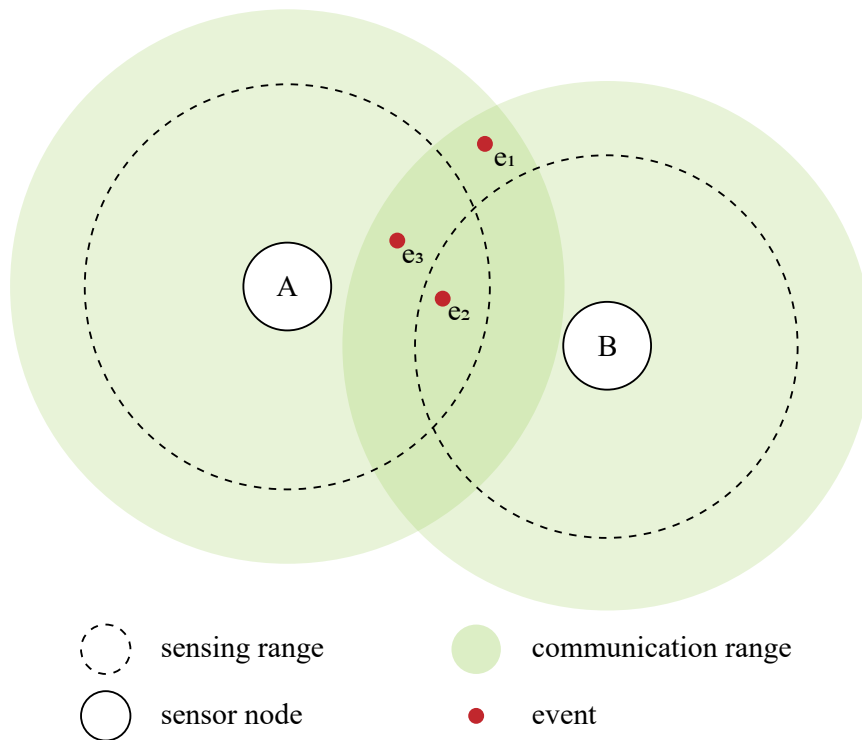 e₁
e₃
A
e₂
B
sensing range
communication range
sensor node
event